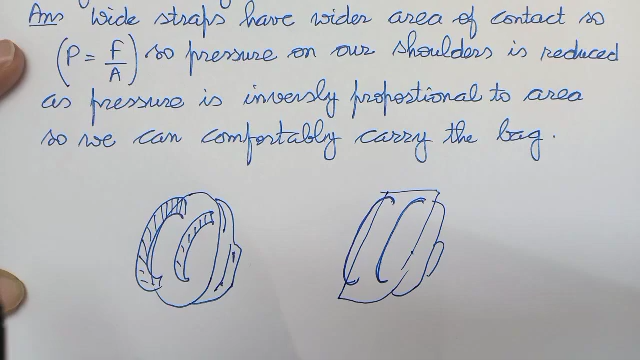 Ans Wide straps have wider area of contact so
(P = f/A) so pressure on our shoulders is reduced
as pressure is inversly propostional to area
so we can comfortably carry the bag.